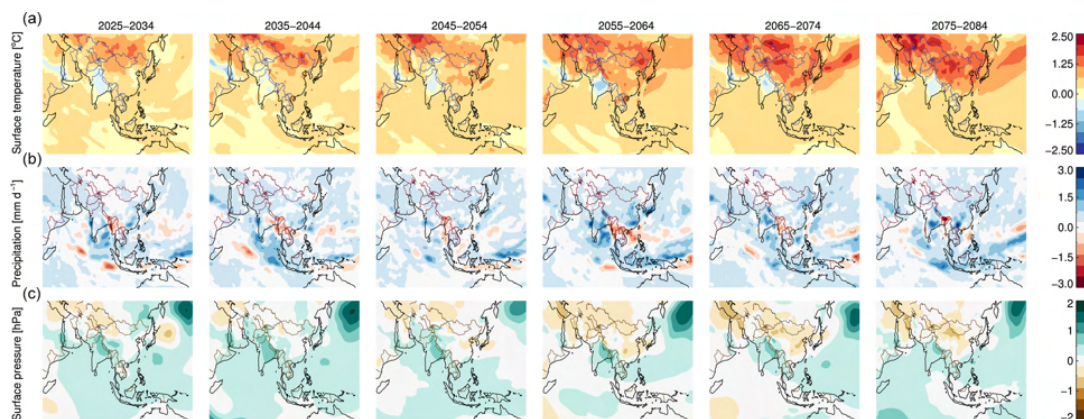 (a)
2025−2034 2035−2044 2045−2054 2055−2064 2065−2074 2075−2084
Surface temperature [°C]
2.50
1.25
0.00
−1.25
−2.50
(b)
Precipitation [mm d⁻¹]
3.0
1.5
0.0
−1.5
−3.0
(c)
Surface pressure [hPa]
2
1
0
−1
−2